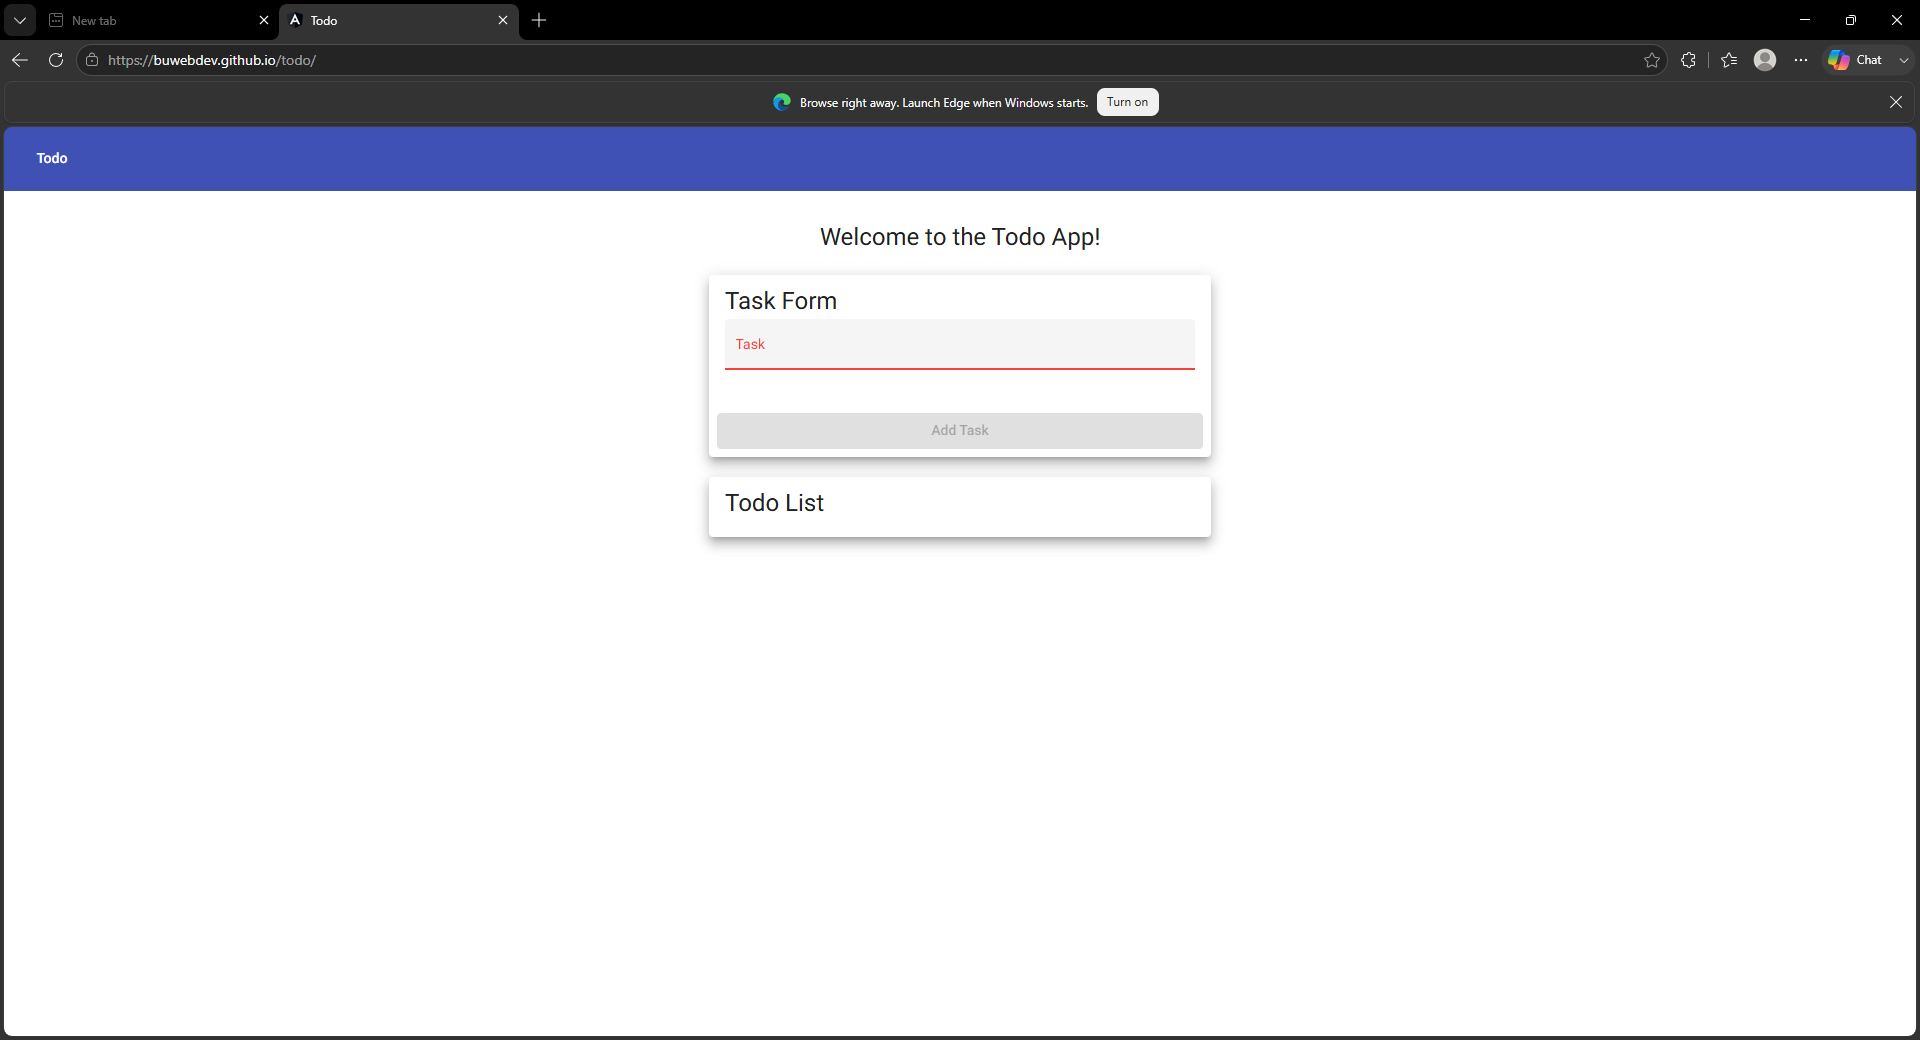 New tab
Todo
https://buwebdev.github.io/todo/
Chat
Browse right away. Launch Edge when Windows starts.
Turn on
Todo
Welcome to the Todo App!
Task Form
Task
Add Task
Todo List